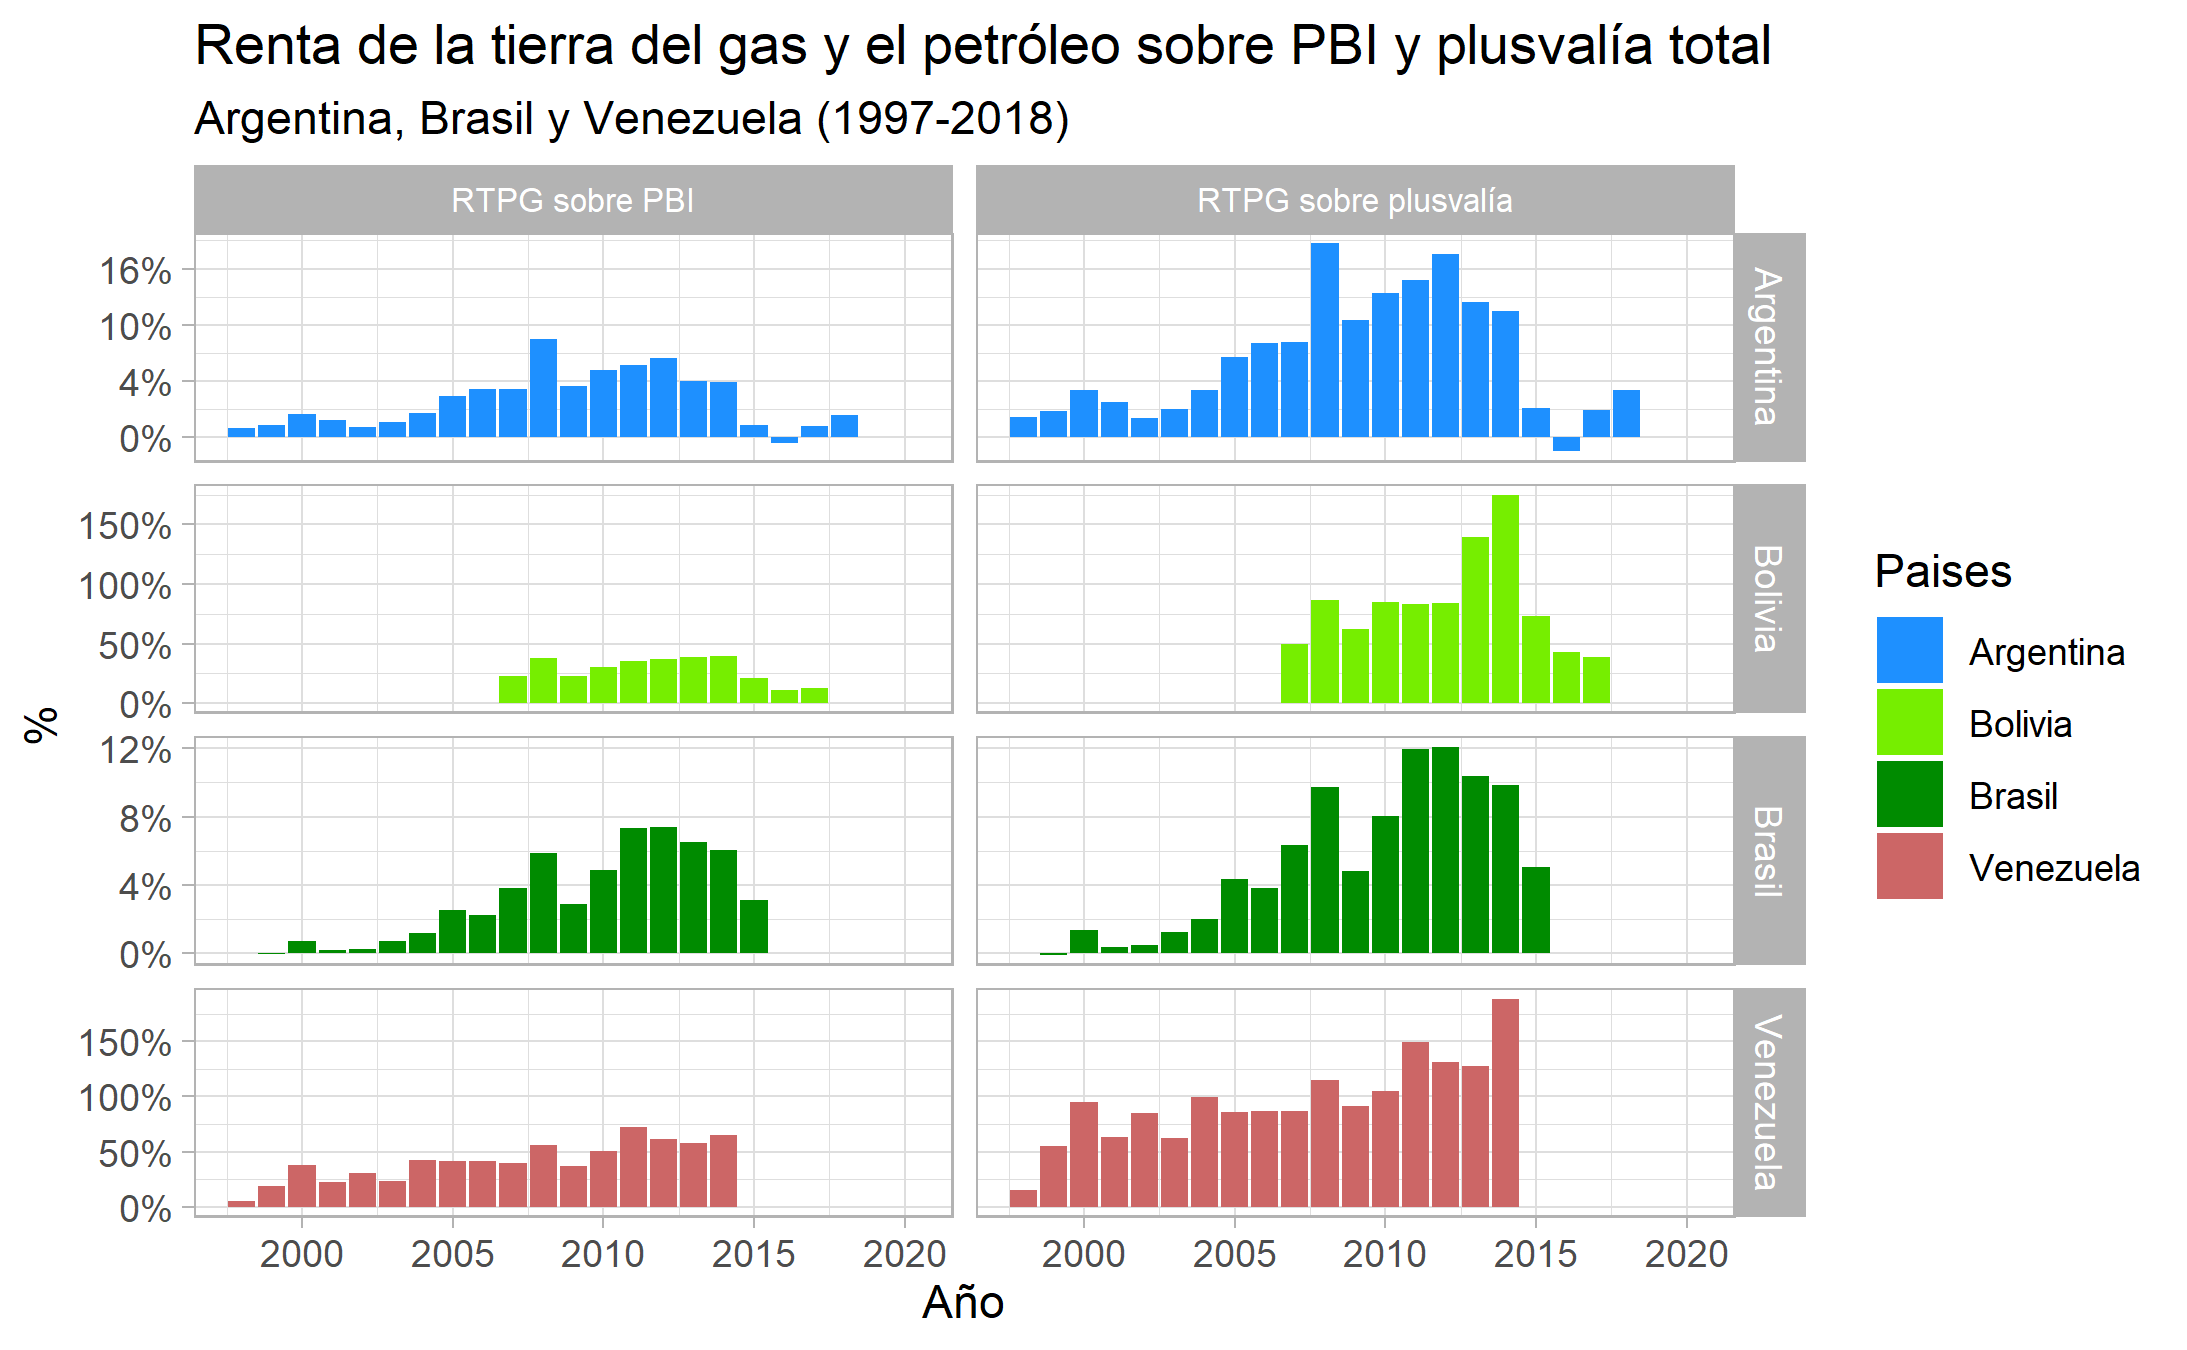 Renta de la tierra del gas y el petróleo sobre PBI y plusvalía total
Argentina, Brasil y Venezuela (1997-2018)
RTPG sobre PBI
RTPG sobre plusvalía
16%
10%
4%
0%
Argentina
150%
100%
50%
0%
Bolivia
12%
8%
4%
0%
Brasil
150%
100%
50%
0%
Venezuela
%
2000 2005 2010 2015 2020
2000 2005 2010 2015 2020
Año
Paises
Argentina
Bolivia
Brasil
Venezuela